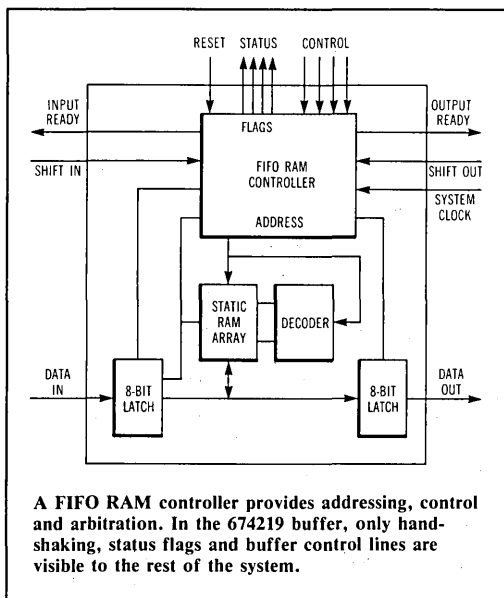 RESET STATUS CONTROL
INPUT
READY
OUTPUT
READY
FLAGS
SHIFT IN
FIFO RAM
CONTROLLER
SHIFT OUT
SYSTEM
CLOCK
ADDRESS
STATIC
RAM
ARRAY
DECODER
DATA
IN
8-BIT
LATCH
8-BIT
LATCH
DATA
OUT
A FIFO RAM controller provides addressing, control
and arbitration. In the 674219 buffer, only hand-
shaking, status flags and buffer control lines are
visible to the rest of the system.